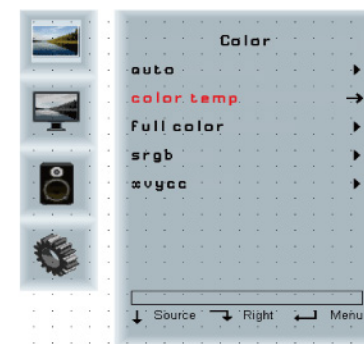 Color
auto
color temp
full color
srgb
xvycc
Source Right Menu